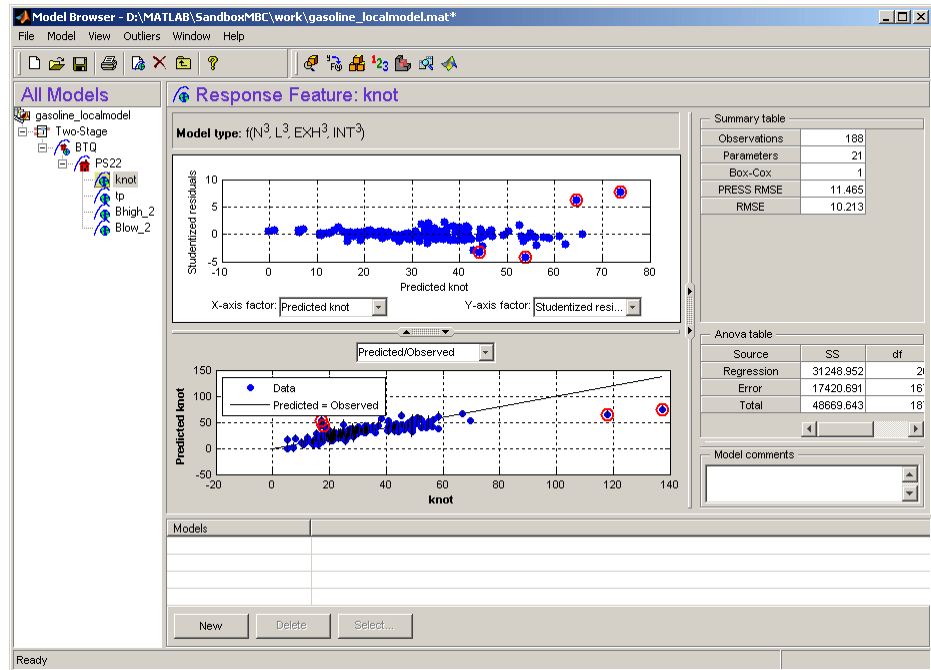 Model Browser - D:\MATLAB\SandboxMBC\work\gasoline_localmodel.mat*
File Model View Outliers Window Help
All Models
gasoline_localmodel
Two-Stage
BTQ
PS22
knot
tp
Bhigh_2
Blow_2
Response Feature: knot
Model type: f(N³, L³, EXH³, INT³)
Studentized residuals
10
5
0
-5
-10 0 10 20 30 40 50 60 70 80
Predicted knot
X-axis factor: Predicted knot Y-axis factor: Studentized resi...
Predicted/Observed
Predicted knot
150
100
50
0
-50
Data
Predicted = Observed
-20 0 20 40 60 80 100 120 140
knot
Summary table
Observations 188
Parameters 21
Box-Cox 1
PRESS RMSE 11.465
RMSE 10.213
Anova table
Source SS df
Regression 31248.952 2
Error 17420.691 16
Total 48669.643 18
Model comments
Models
New Delete Select...
Ready